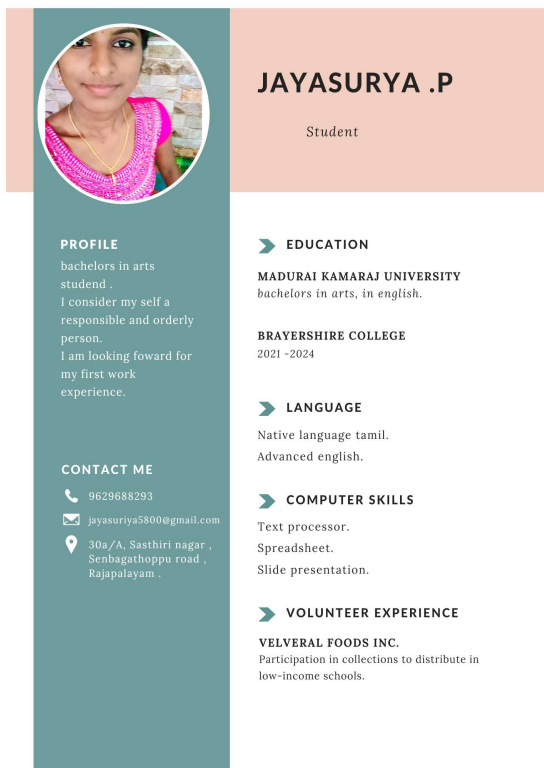 JAYASURYA .P
Student
PROFILE
bachelors in arts
studend .
I consider my self a
responsible and orderly
person.
I am looking foward for
my first work
experience.
CONTACT ME
9629688293
jayasuriya5800@gmail.com
30a/A, Sasthiri nagar ,
Senbagathoppu road ,
Rajapalayam .
EDUCATION
MADURAI KAMARAJ UNIVERSITY
bachelors in arts, in english.
BRAYERSHIRE COLLEGE
2021 -2024
LANGUAGE
Native language tamil.
Advanced english.
COMPUTER SKILLS
Text processor.
Spreadsheet.
Slide presentation.
VOLUNTEER EXPERIENCE
VELVERAL FOODS INC.
Participation in collections to distribute in
low-income schools.